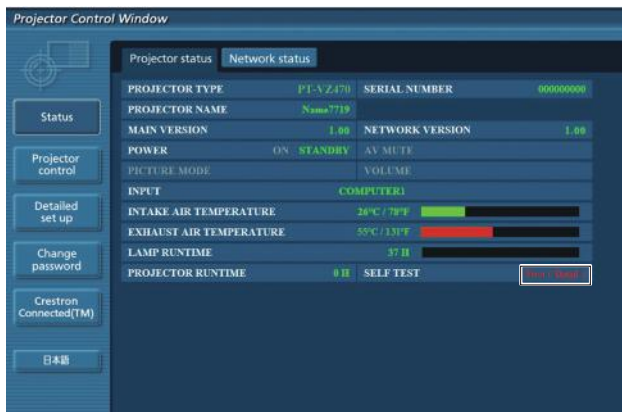 Projector Control Window
Projector status
Network status
PROJECTOR TYPE PT-VZ470 SERIAL NUMBER 000000000
PROJECTOR NAME Name7719
Status
MAIN VERSION 1.00 NETWORK VERSION 1.00
POWER ON STANDBY AV MUTE
Projector
control
PICTURE MODE VOLUME
INPUT COMPUTER1
Detailed
set up
INTAKE AIR TEMPERATURE 26°C / 78°F
EXHAUST AIR TEMPERATURE 55°C / 131°F
Change
password
LAMP RUNTIME 37 H
PROJECTOR RUNTIME 0 H SELF TEST
Crestron
Connected(TM)
日本語